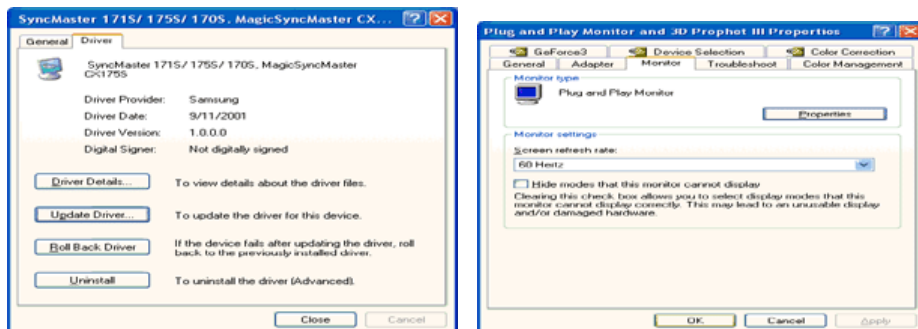 SyncMaster 171S/ 175S/ 170S, MagicSyncMaster CX...
General
Driver
SyncMaster 171S/ 175S/ 170S, MagicSyncMaster
CX175S
Driver Provider: Samsung
Driver Date: 9/11/2001
Driver Version: 1.0.0.0
Digital Signer: Not digitally signed
Driver Details...
To view details about the driver files.
Update Driver...
To update the driver for this device.
Roll Back Driver
If the device fails after updating the driver, roll
back to the previously installed driver.
Uninstall
To uninstall the driver (Advanced).
Close
Cancel
Plug and Play Monitor and 3D Prophet III Properties
GeForce3
Device Selection
Color Correction
General
Adapter
Monitor
Troubleshoot
Color Management
Monitor type
Plug and Play Monitor
Properties
Monitor settings
Screen refresh rate:
60 Hertz
Hide modes that this monitor cannot display
Clearing this check box allows you to select display modes that this
monitor cannot display correctly. This may lead to an unusable display
and/or damaged hardware.
OK
Cancel
Apply